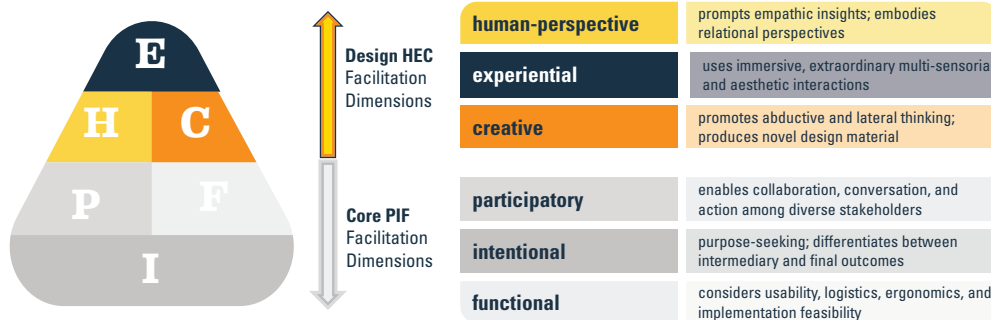 E
H C
P F
I
Design HEC
Facilitation
Dimensions
Core PIF
Facilitation
Dimensions
human-perspective
prompts empathic insights; embodies
relational perspectives
experiential
uses immersive, extraordinary multi-sensoria
and aesthetic interactions
creative
promotes abductive and lateral thinking;
produces novel design material
participatory
enables collaboration, conversation, and
action among diverse stakeholders
intentional
purpose-seeking; differentiates between
intermediary and final outcomes
functional
considers usability, logistics, ergonomics, and
implementation feasibility